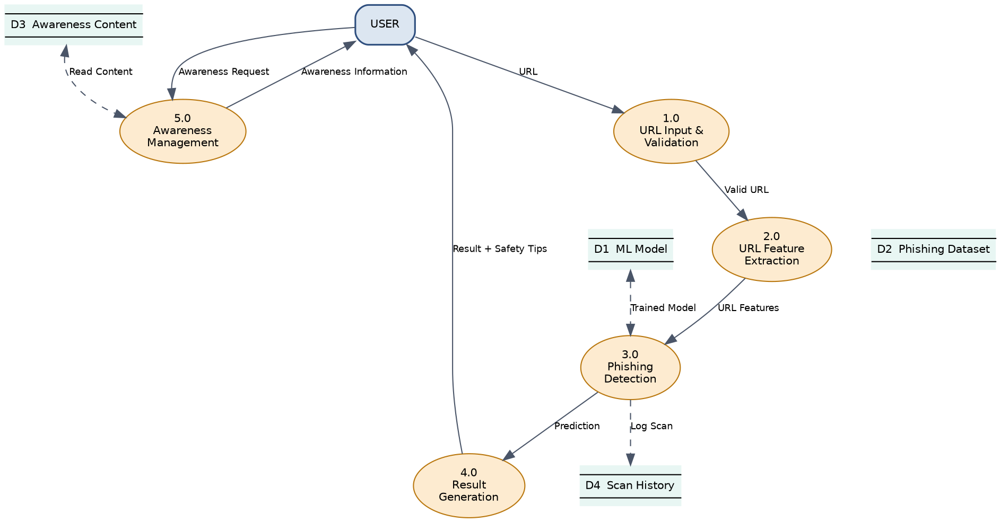 USER
D3  Awareness Content
Read Content
Awareness Request
Awareness Information
URL
5.0
Awareness
Management
1.0
URL Input &
Validation
Valid URL
D1  ML Model
2.0
URL Feature
Extraction
D2  Phishing Dataset
Result + Safety Tips
Trained Model
URL Features
3.0
Phishing
Detection
Prediction
Log Scan
4.0
Result
Generation
D4  Scan History